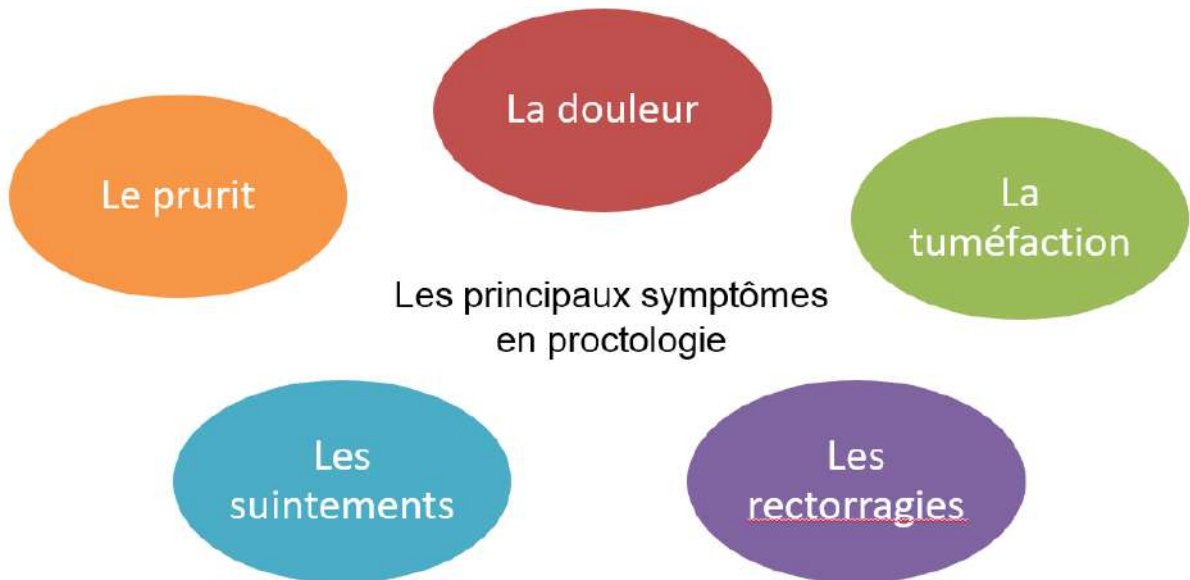 La douleur
Le prurit
La
tuméfaction
Les principaux symptômes
en proctologie
Les
suintements
Les
rectorragies